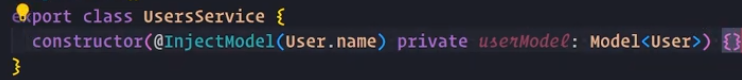 export class UsersService {
constructor(@InjectModel(User.name) private userModel: Model<User>) {}
}